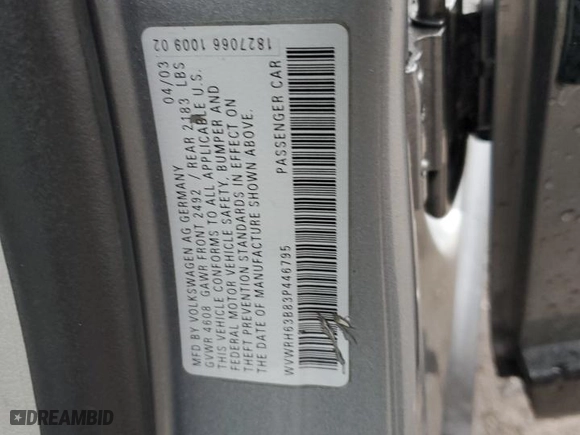 1827066 1009 02
MFD BY VOLKSWAGEN AG GERMANY 04/03
GVWR 4608 GAWR FRONT 2492 / REAR 2183 LBS
THIS VEHICLE CONFORMS TO ALL APPLICABLE U.S.
FEDERAL MOTOR VEHICLE SAFETY, BUMPER AND
THEFT PREVENTION STANDARDS IN EFFECT ON
THE DATE OF MANUFACTURE SHOWN ABOVE.
PASSENGER CAR
WVWRH63B83P446795
DREAMBID